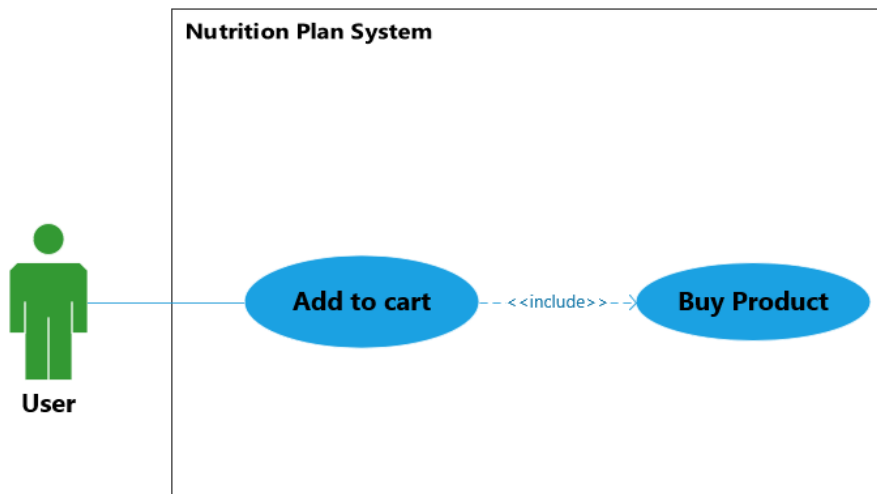 Nutrition Plan System
Add to cart
<<include>>
Buy Product
User